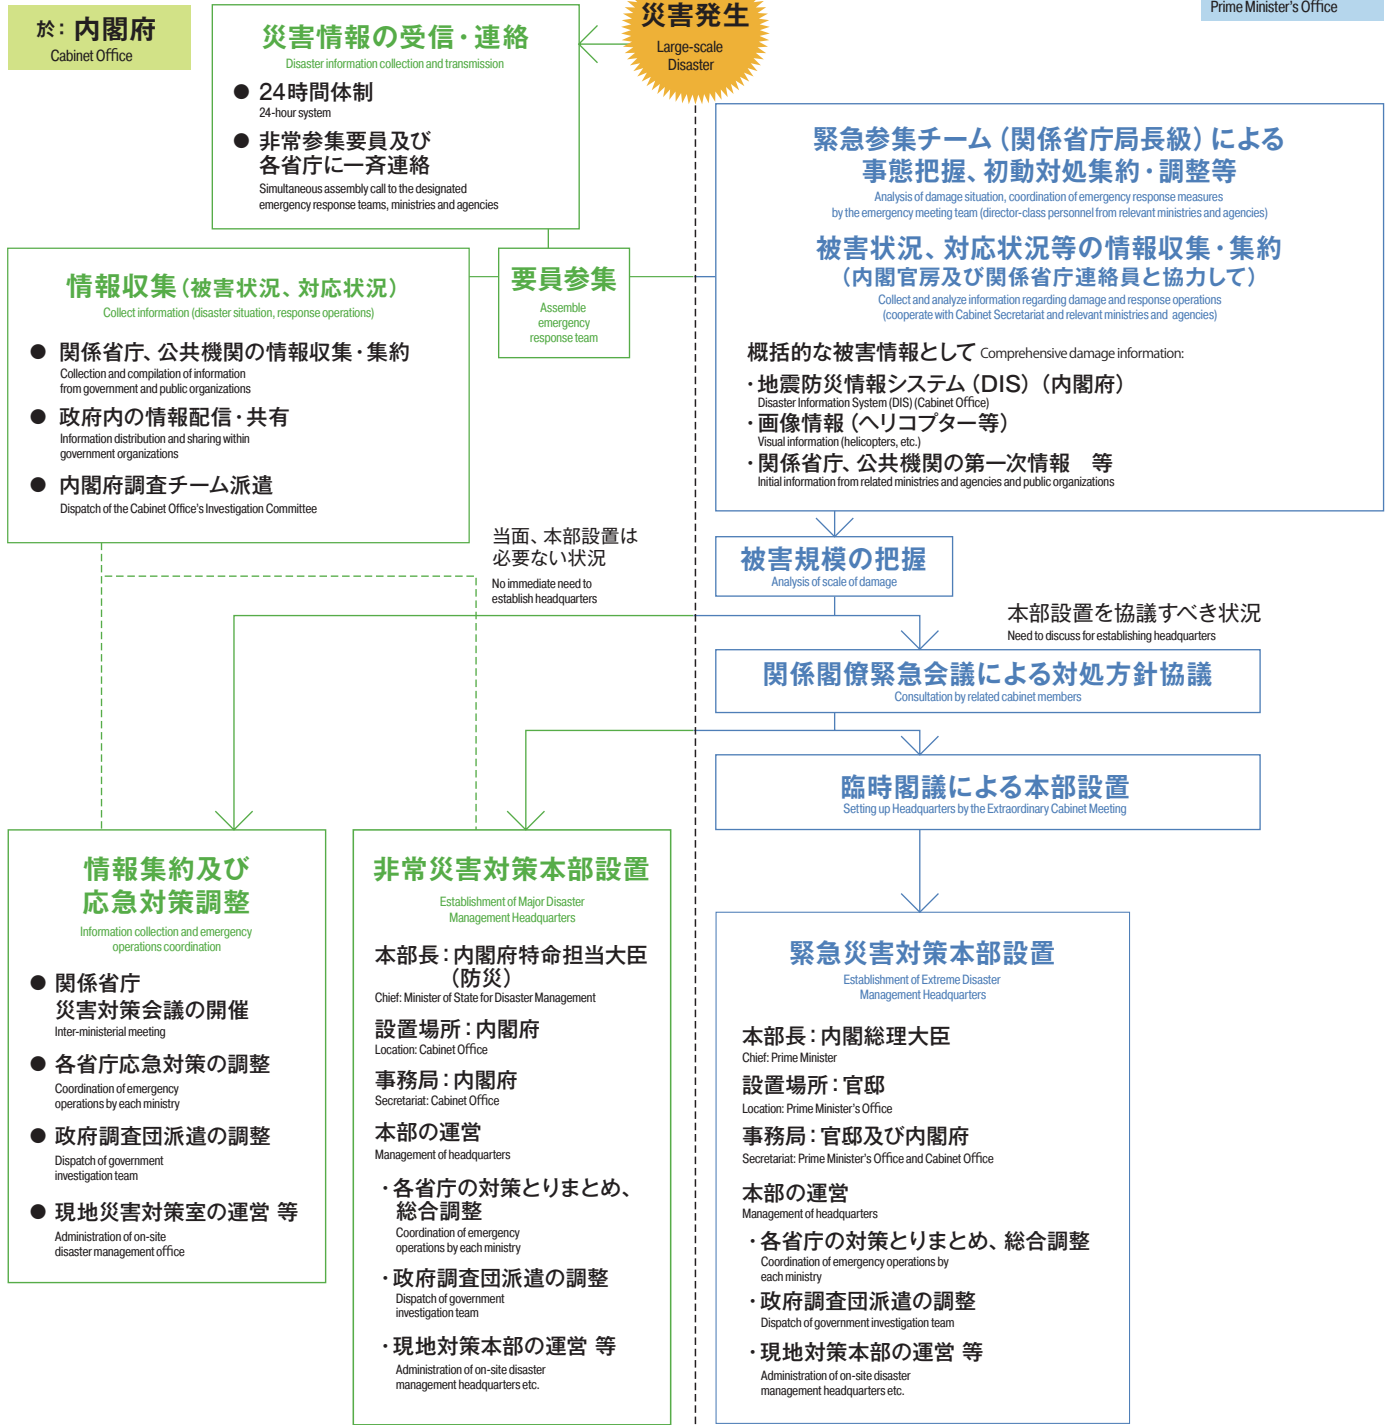 於：内閣府
Cabinet Office
災害発生
Large-scale
Disaster
Prime Minister's Office
災害情報の受信・連絡
Disaster information collection and transmission
● 24時間体制
24-hour system
● 非常参集要員及び
各省庁に一斉連絡
Simultaneous assembly call to the designated
emergency response teams, ministries and agencies
情報収集（被害状況、対応状況）
Collect information (disaster situation, response operations)
● 関係省庁、公共機関の情報収集・集約
Collection and compilation of information
from government and public organizations
● 政府内の情報配信・共有
Information distribution and sharing within
government organizations
● 内閣府調査チーム派遣
Dispatch of the Cabinet Office's Investigation Committee
要員参集
Assemble
emergency
response team
緊急参集チーム（関係省庁局長級）による
事態把握、初動対処集約・調整等
Analysis of damage situation, coordination of emergency response measures
by the emergency meeting team (director-class personnel from relevant ministries and agencies)
被害状況、対応状況等の情報収集・集約
（内閣官房及び関係省庁連絡員と協力して）
Collect and analyze information regarding damage and response operations
(cooperate with Cabinet Secretariat and relevant ministries and agencies)
概括的な被害情報として Comprehensive damage information:
・地震防災情報システム（DIS）（内閣府）
Disaster Information System (DIS) (Cabinet Office)
・画像情報（ヘリコプター等）
Visual information (helicopters, etc.)
・関係省庁、公共機関の第一次情報　等
Initial information from related ministries and agencies and public organizations
当面、本部設置は
必要ない状況
No immediate need to
establish headquarters
被害規模の把握
Analysis of scale of damage
本部設置を協議すべき状況
Need to discuss for establishing headquarters
関係閣僚緊急会議による対処方針協議
Consultation by related cabinet members
臨時閣議による本部設置
Setting up Headquarters by the Extraordinary Cabinet Meeting
情報集約及び
応急対策調整
Information collection and emergency
operations coordination
● 関係省庁
災害対策会議の開催
Inter-ministerial meeting
● 各省庁応急対策の調整
Coordination of emergency
operations by each ministry
● 政府調査団派遣の調整
Dispatch of government
investigation team
● 現地災害対策室の運営 等
Administration of on-site
disaster management office
非常災害対策本部設置
Establishment of Major Disaster
Management Headquarters
本部長：内閣府特命担当大臣
（防災）
Chief: Minister of State for Disaster Management
設置場所：内閣府
Location: Cabinet Office
事務局：内閣府
Secretariat: Cabinet Office
本部の運営
Management of headquarters
・各省庁の対策とりまとめ、
総合調整
Coordination of emergency
operations by each ministry
・政府調査団派遣の調整
Dispatch of government
investigation team
・現地対策本部の運営 等
Administration of on-site disaster
management headquarters etc.
緊急災害対策本部設置
Establishment of Extreme Disaster
Management Headquarters
本部長：内閣総理大臣
Chief: Prime Minister
設置場所：官邸
Location: Prime Minister's Office
事務局：官邸及び内閣府
Secretariat: Prime Minister's Office and Cabinet Office
本部の運営
Management of headquarters
・各省庁の対策とりまとめ、総合調整
Coordination of emergency operations by
each ministry
・政府調査団派遣の調整
Dispatch of government investigation team
・現地対策本部の運営 等
Administration of on-site disaster
management headquarters etc.